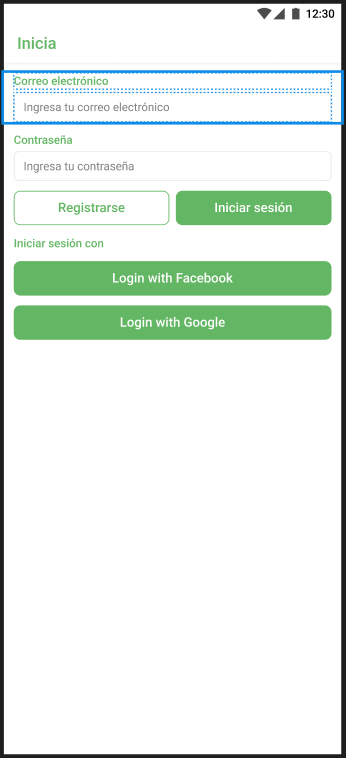 12:30
Inicia
Correo electrónico
Ingresa tu correo electrónico
Contraseña
Ingresa tu contraseña
Registrarse
Iniciar sesión
Iniciar sesión con
Login with Facebook
Login with Google